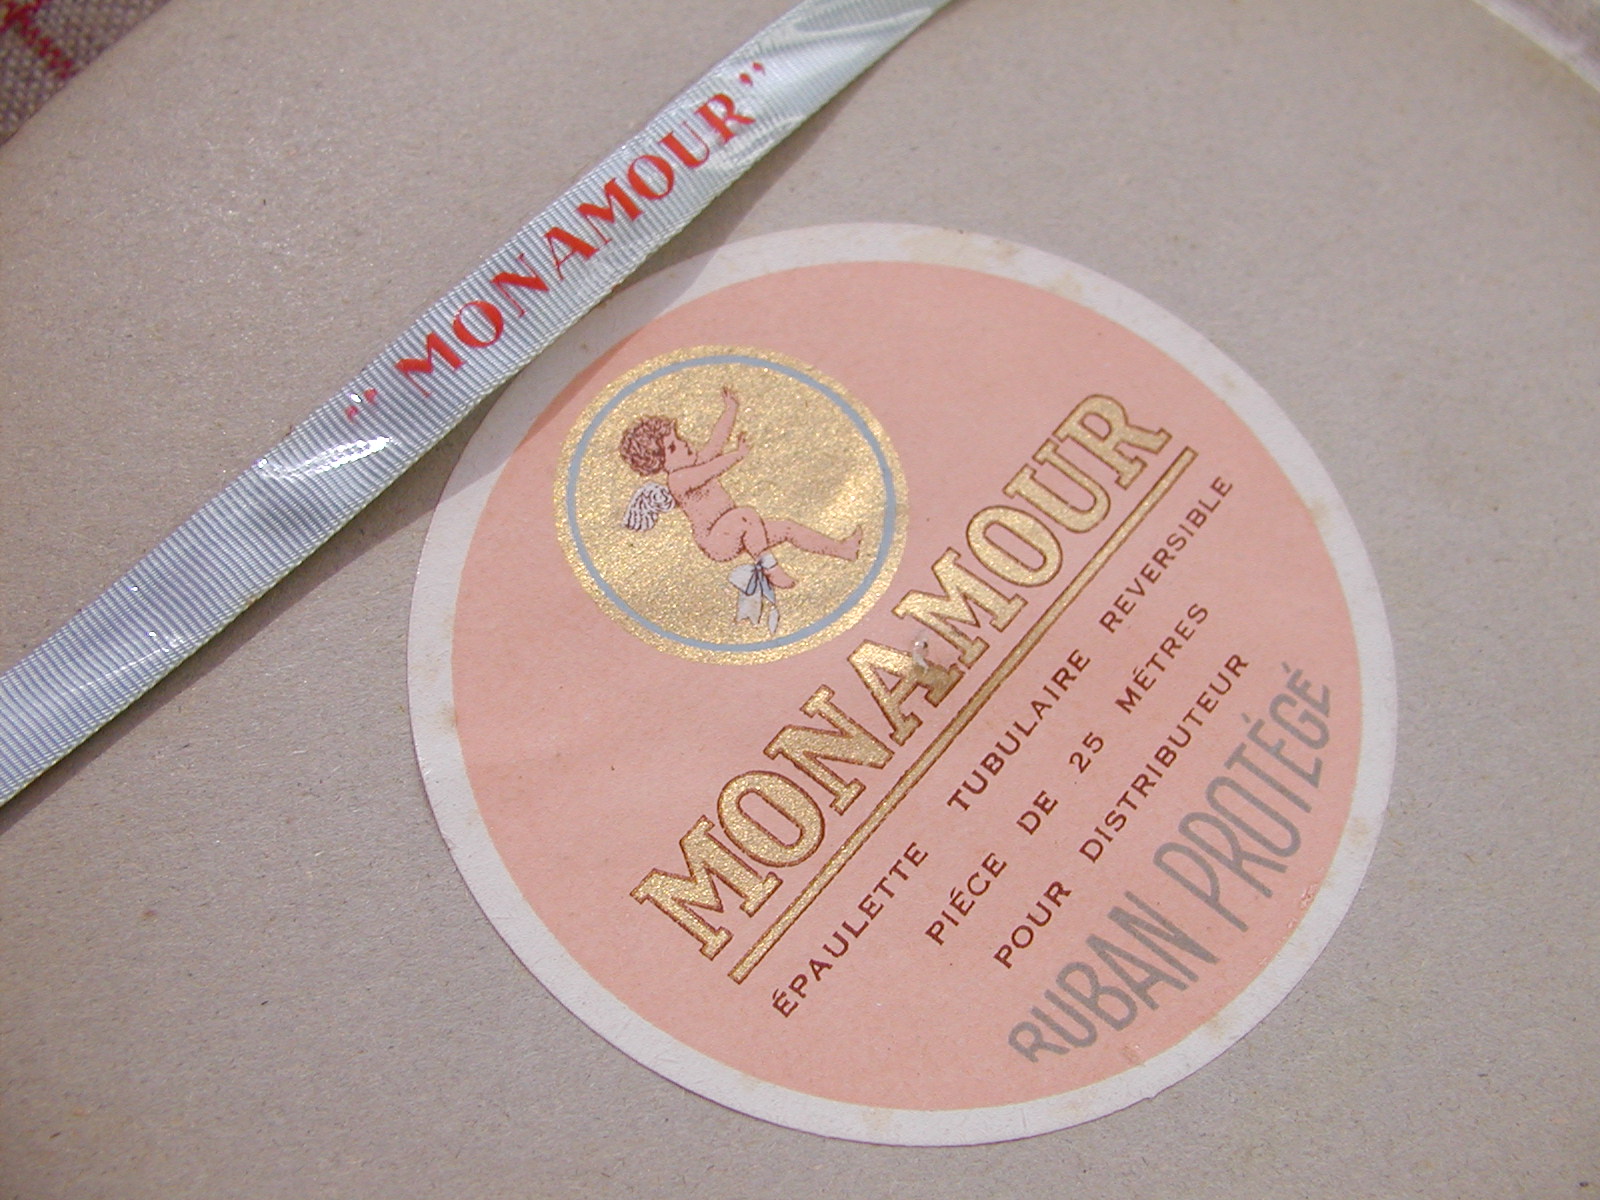 “MONAMOUR”
MONAMOUR
ÉPAULETTE TUBULAIRE REVERSIBLE
PIÉCE DE 25 MÉTRES
POUR DISTRIBUTEUR
RUBAN PROTÉGÉ